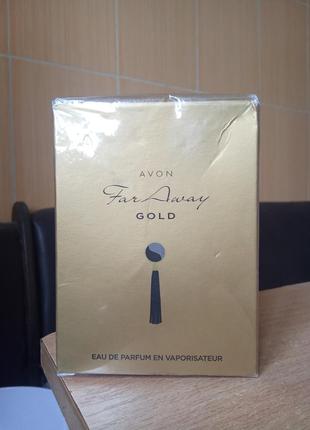 AVON
Far Away
GOLD
EAU DE PARFUM EN VAPORISATEUR